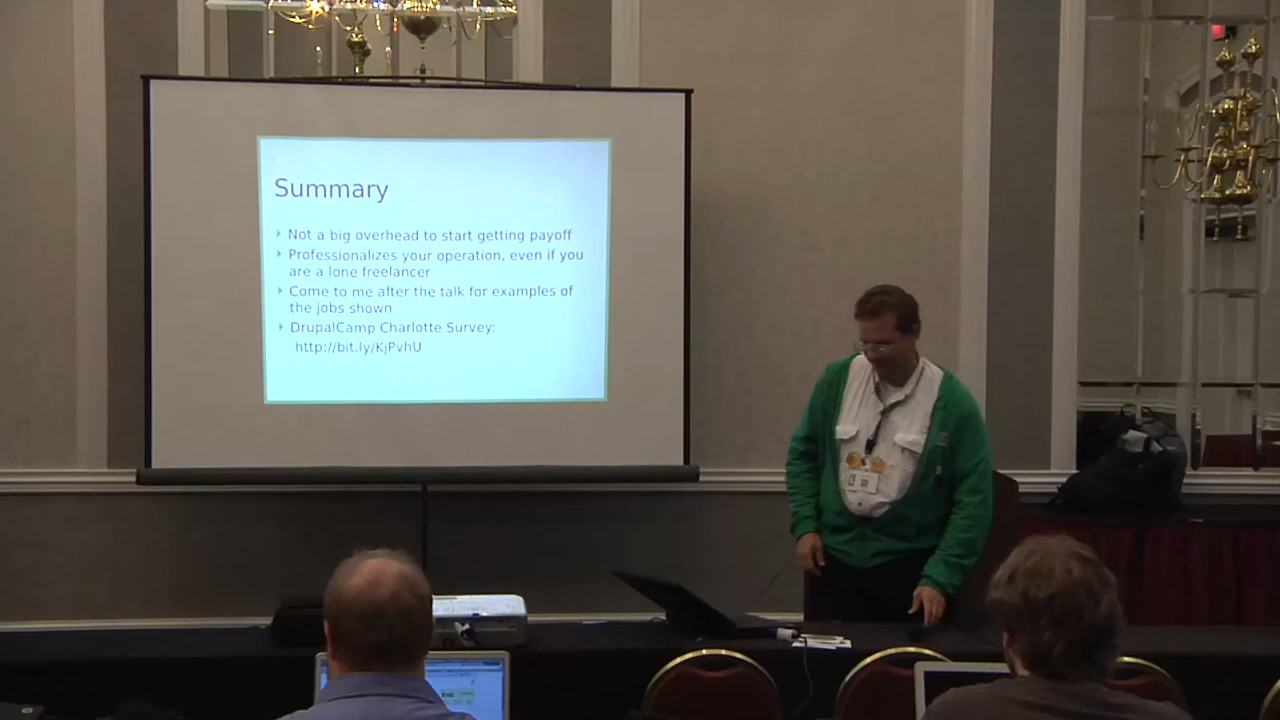 Summary
Not a big overhead to start getting payoff
Professionalizes your operation, even if you
are a lone freelancer
Come to me after the talk for examples of
the jobs shown
DrupalCamp Charlotte Survey:
http://bit.ly/KjPvhU